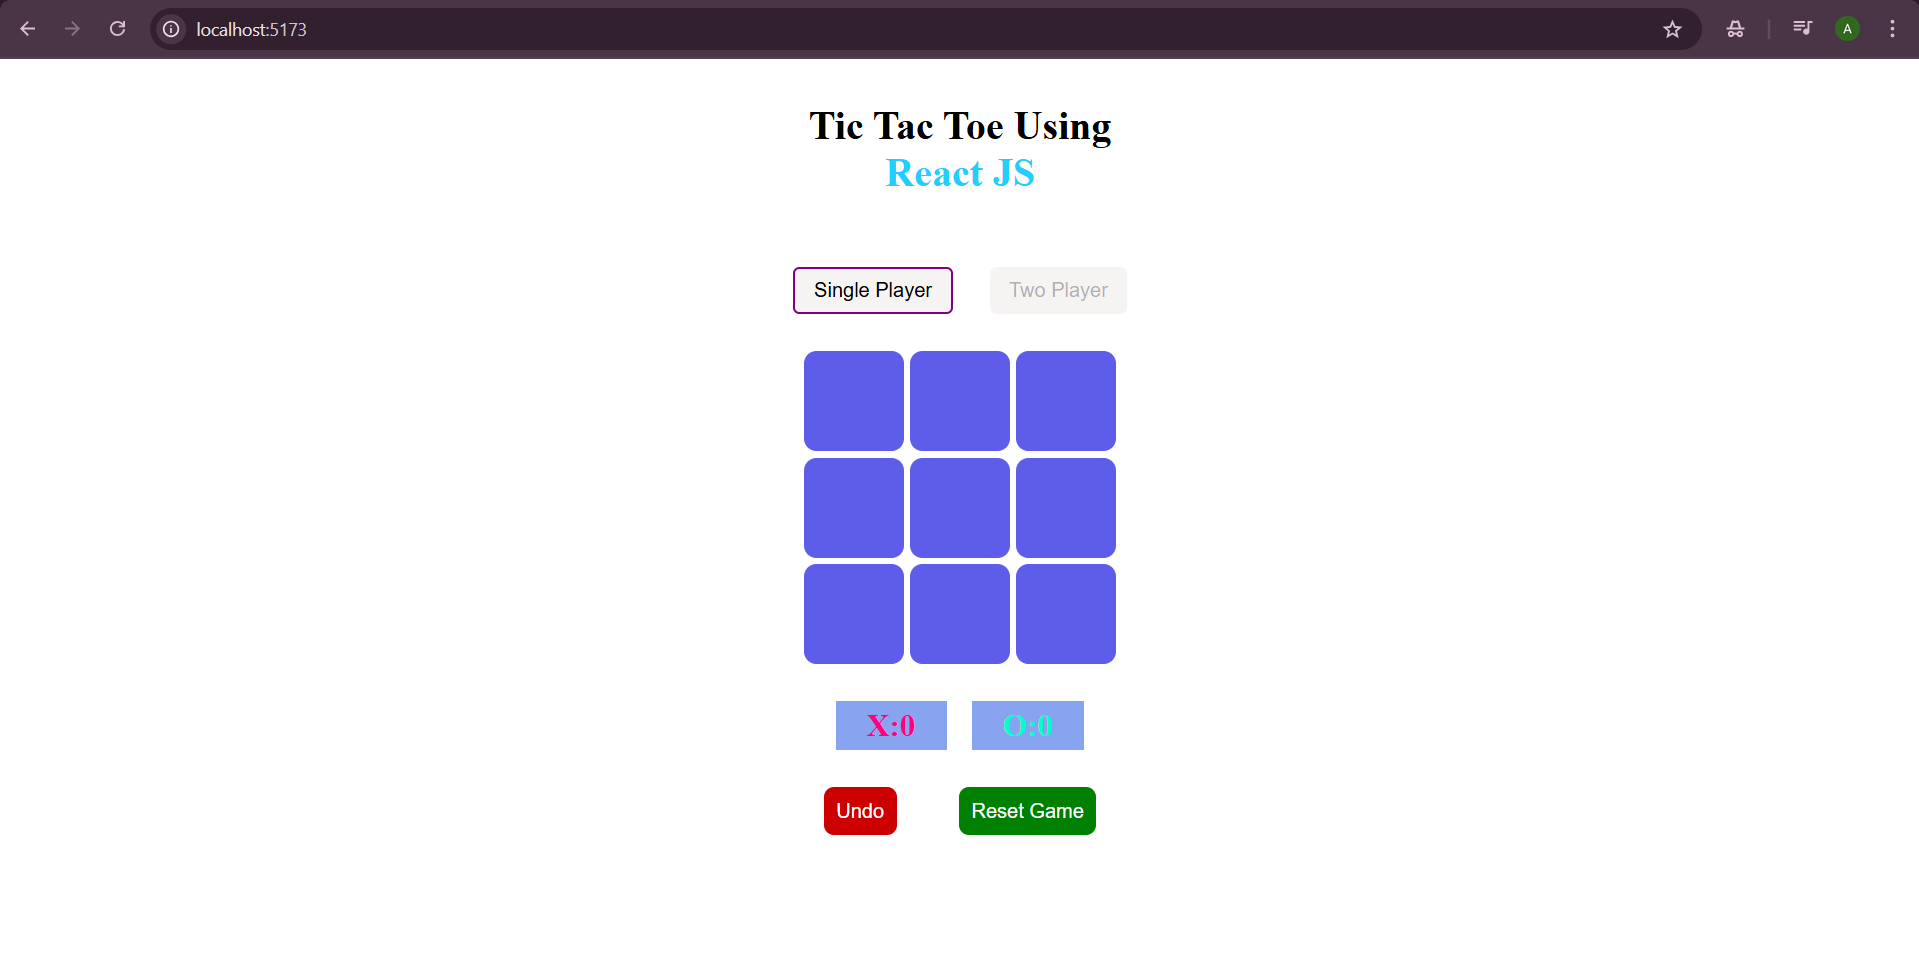 localhost:5173
A
Tic Tac Toe Using
React JS
Single Player Two Player
X:0 O:0
Undo Reset Game